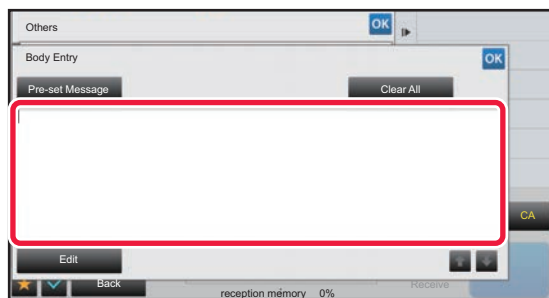 Others
OK
Body Entry
OK
Pre-set Message
Clear All
CA
Edit
Back
reception memory 0%
Receive